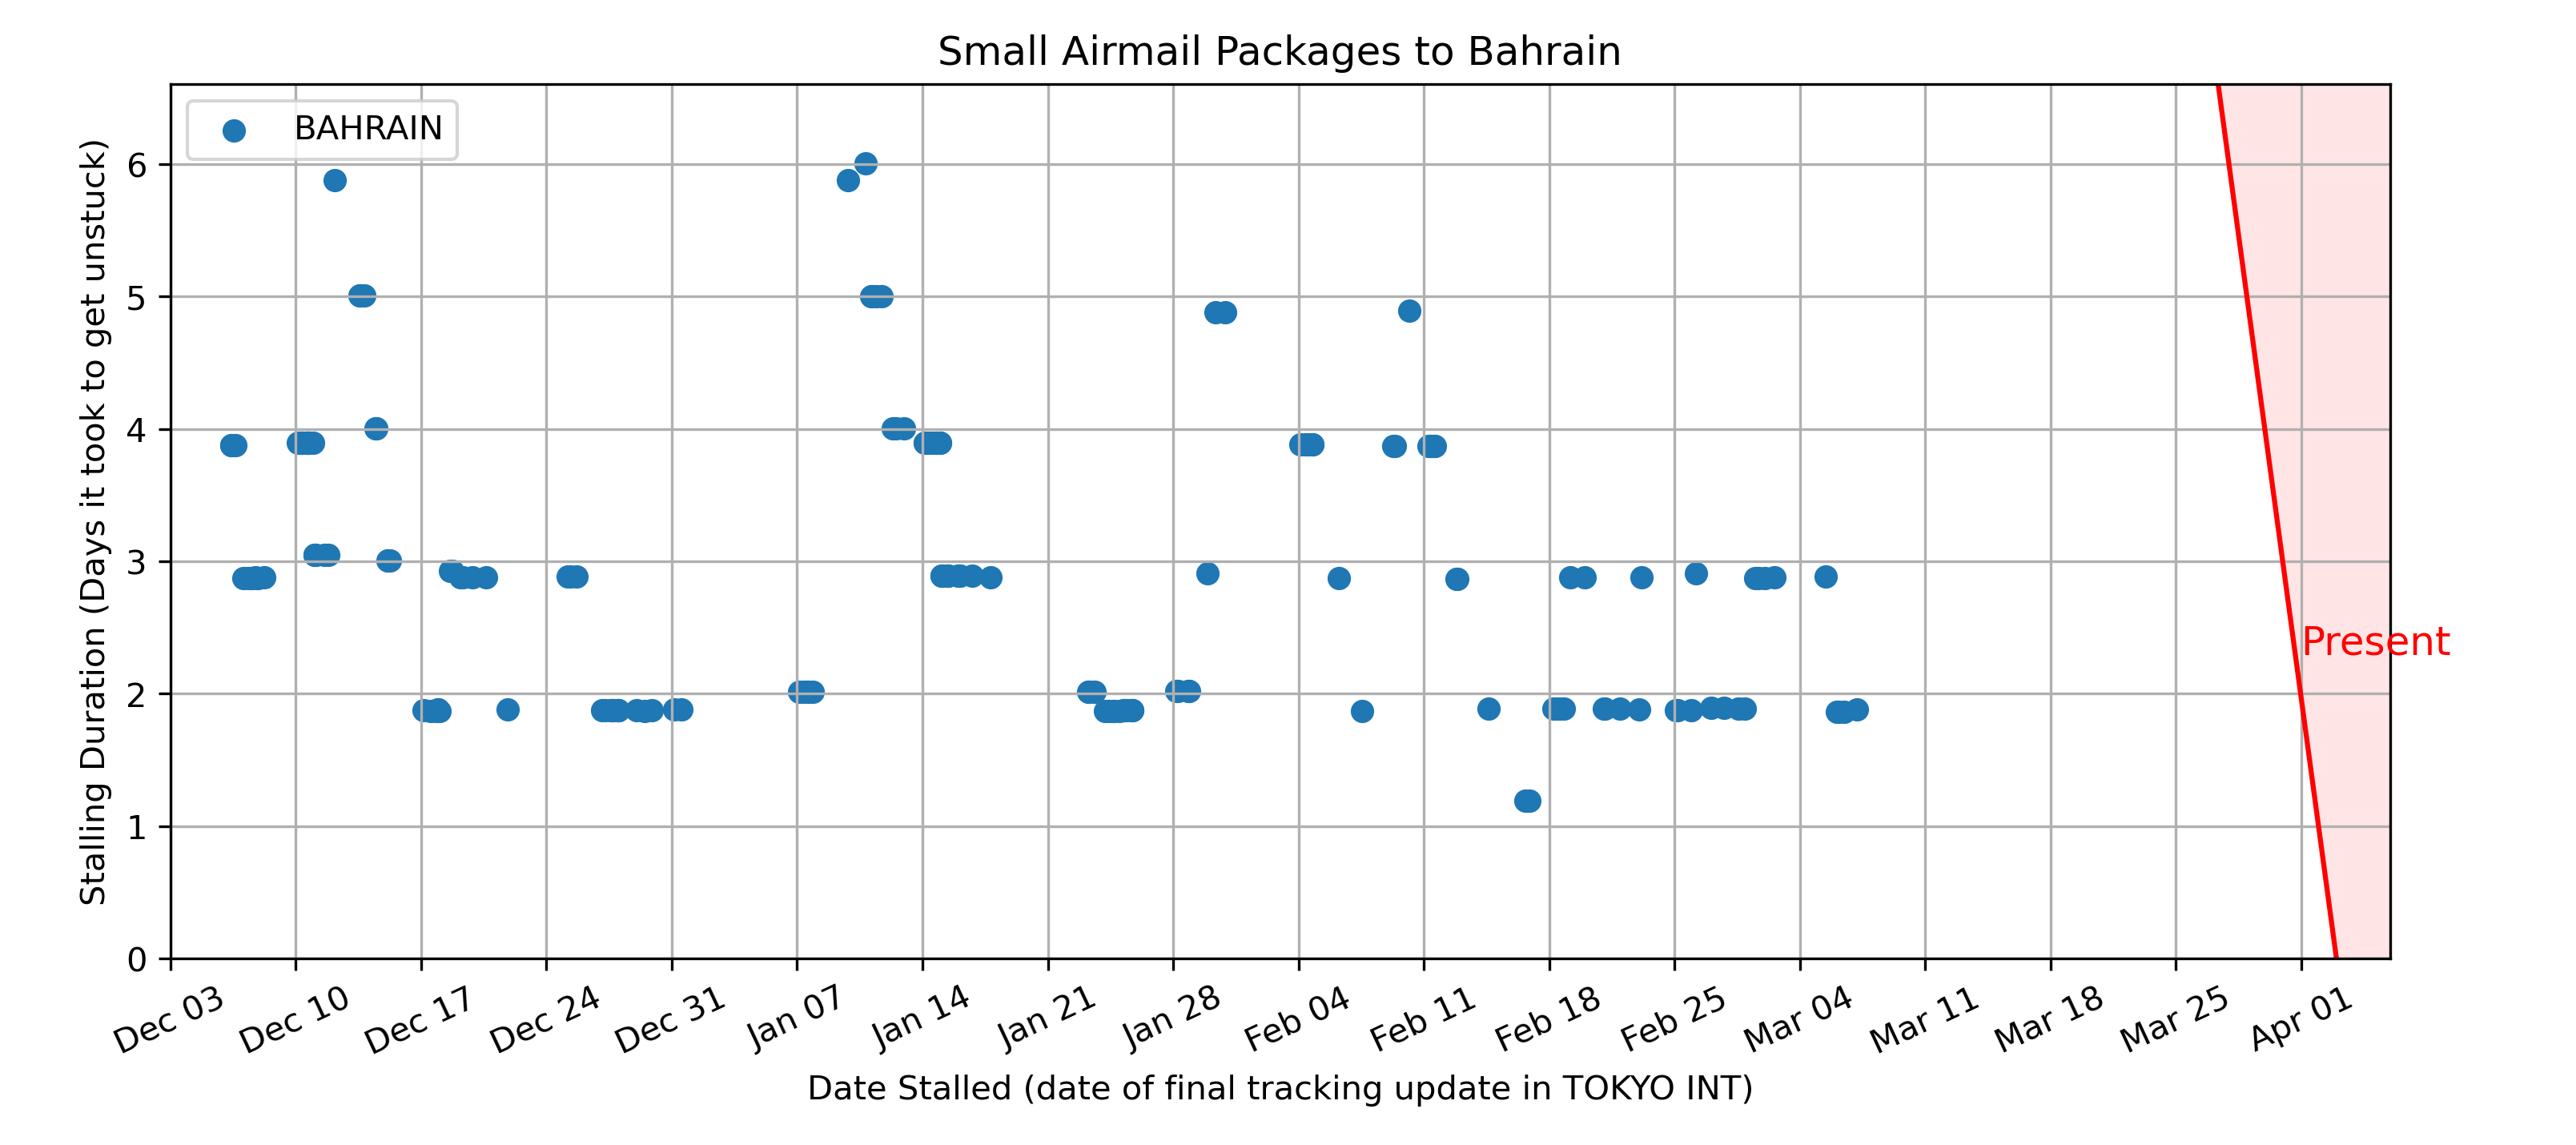 Small Airmail Packages to Bahrain
BAHRAIN
Stalling Duration (Days it took to get unstuck)
6
5
4
3
2
1
0
Present
Dec 03
Dec 10
Dec 17
Dec 24
Dec 31
Jan 07
Jan 14
Jan 21
Jan 28
Feb 04
Feb 11
Feb 18
Feb 25
Mar 04
Mar 11
Mar 18
Mar 25
Apr 01
Date Stalled (date of final tracking update in TOKYO INT)